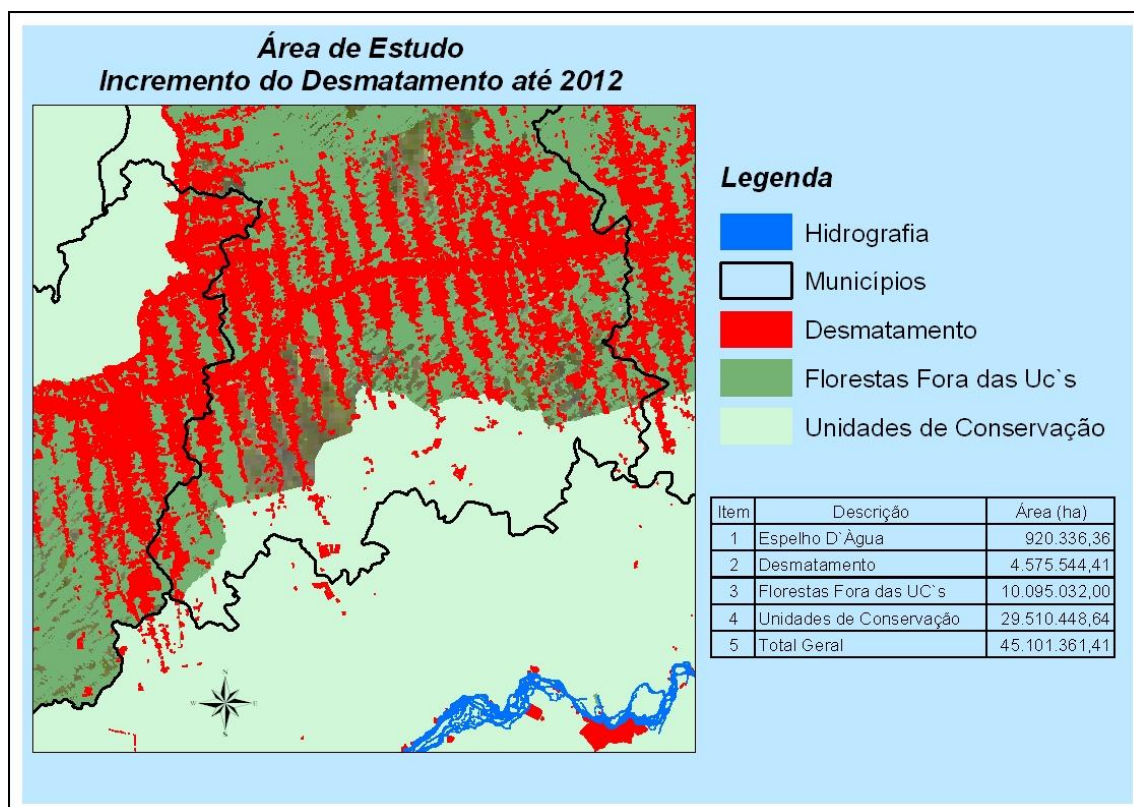 Área de Estudo
Incremento do Desmatamento até 2012
Legenda
Hidrografia
Municípios
Desmatamento
Florestas Fora das Uc`s
Unidades de Conservação
Item Descrição Área (ha)
1 Espelho D`Àgua 920.336,36
2 Desmatamento 4.575.544,41
3 Florestas Fora das UC`s 10.095.032,00
4 Unidades de Conservação 29.510.448,64
5 Total Geral 45.101.361,41
N
W E